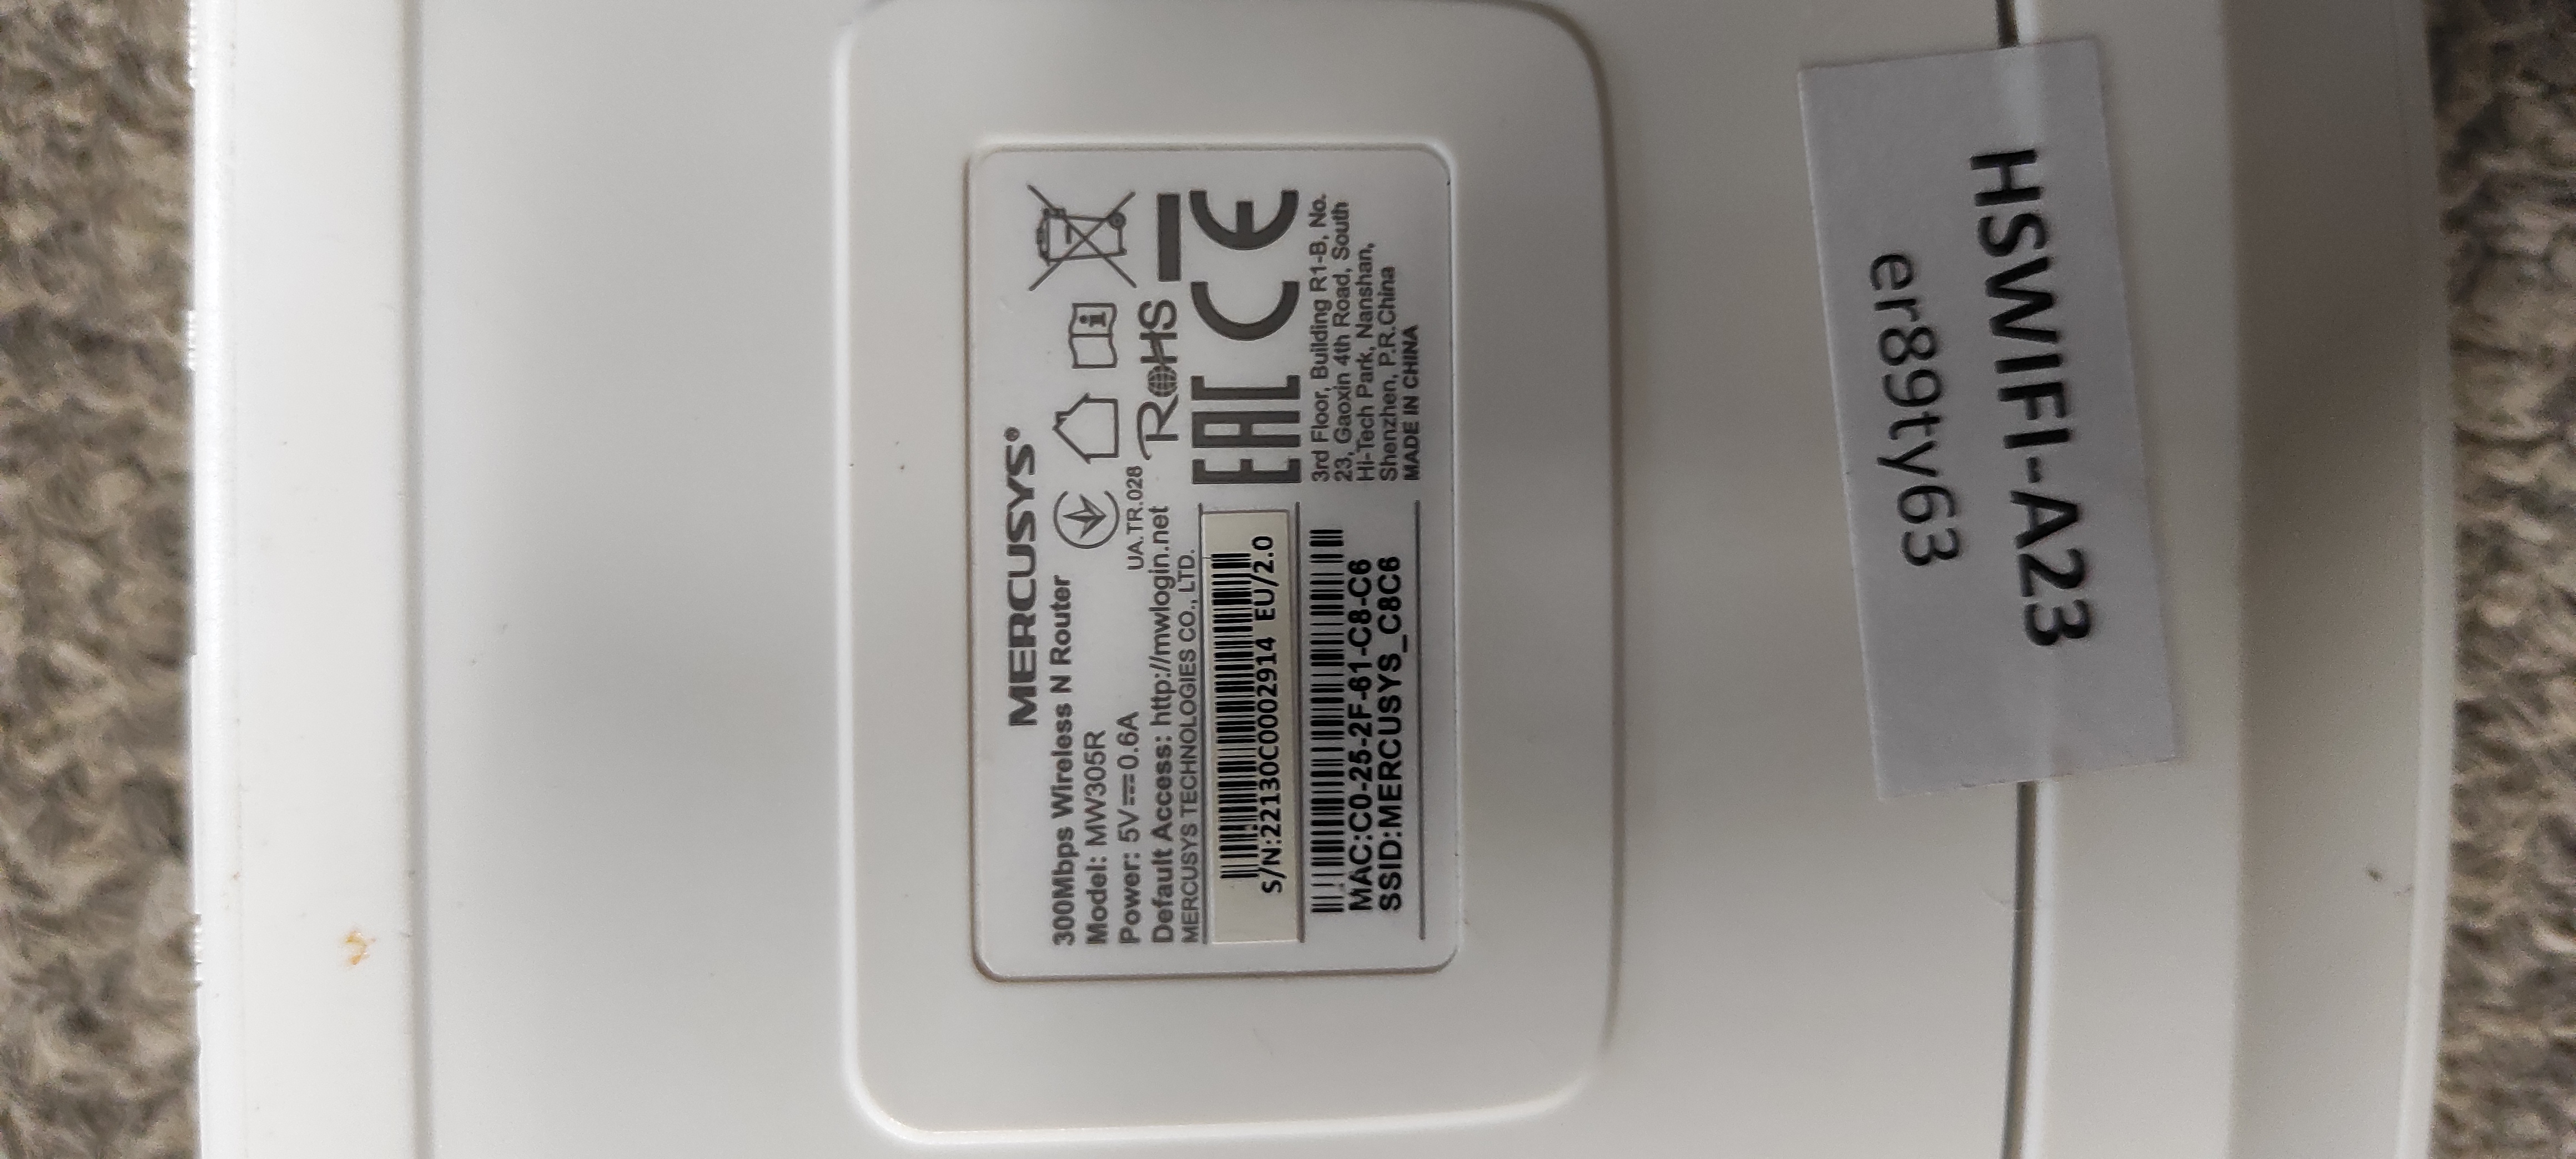 MERCUSYS®
300Mbps Wireless N Router
Model: MW305R
Power: 5V⎓0.6A
UA.TR.028
Default Access: http://mwlogin.net
MERCUSYS TECHNOLOGIES CO., LTD.
RoHS
EAC CE
S/N:22130C0002914 EU/2.0
MAC:C0-25-2F-61-C8-C6
SSID:MERCUSYS_C8C6
3rd Floor, Building R1-B, No.
23, Gaoxin 4th Road, South
Hi-Tech Park, Nanshan,
Shenzhen, P.R.China
MADE IN CHINA
HSWIFI-A23
er89ty63